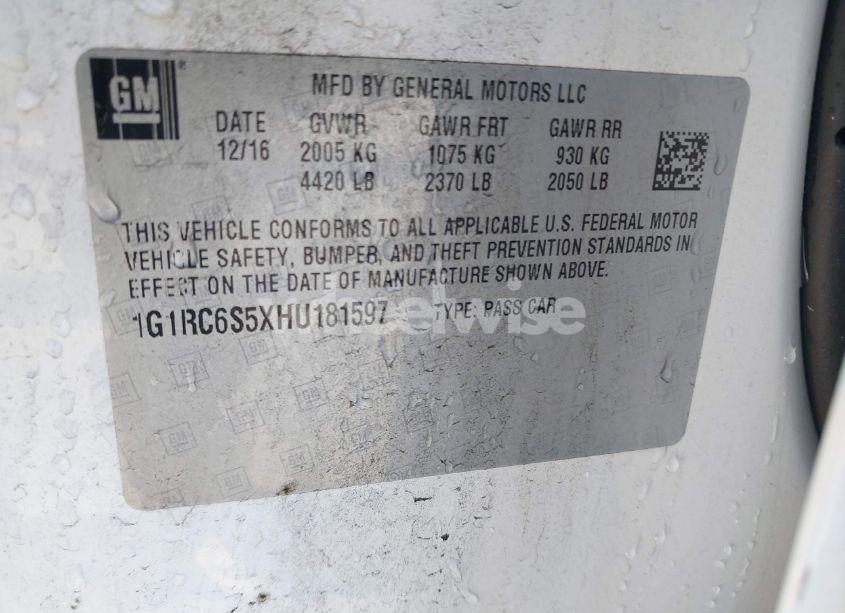 GM
MFD BY GENERAL MOTORS LLC
DATE GVWR GAWR FRT GAWR RR
12/16 2005 KG 1075 KG 930 KG
4420 LB 2370 LB 2050 LB
THIS VEHICLE CONFORMS TO ALL APPLICABLE U.S. FEDERAL MOTOR
VEHICLE SAFETY, BUMPER, AND THEFT PREVENTION STANDARDS IN
EFFECT ON THE DATE OF MANUFACTURE SHOWN ABOVE.
1G1RC6S5XHU181597 TYPE: PASS CAR